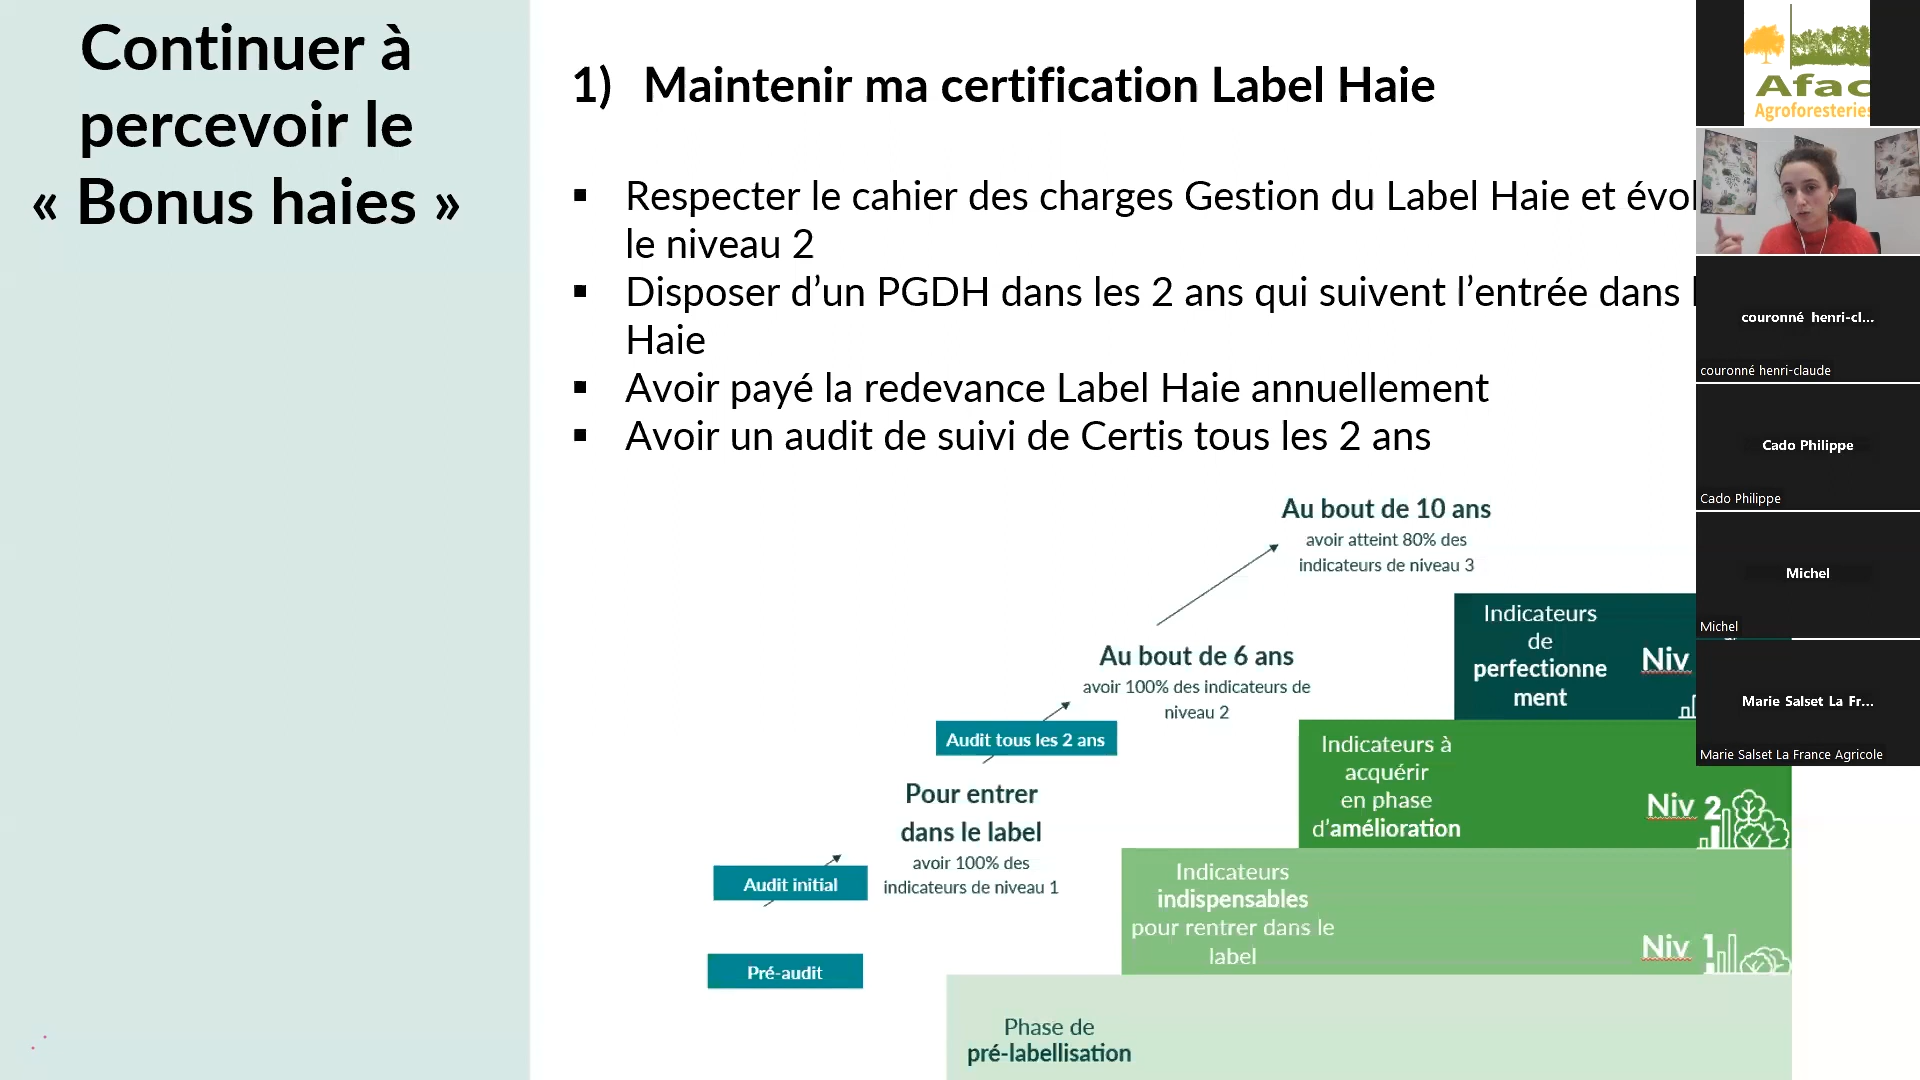 Continuer à
percevoir le
« Bonus haies »
1) Maintenir ma certification Label Haie
▪ Respecter le cahier des charges Gestion du Label Haie et évol
le niveau 2
▪ Disposer d’un PGDH dans les 2 ans qui suivent l’entrée dans
Haie
▪ Avoir payé la redevance Label Haie annuellement
▪ Avoir un audit de suivi de Certis tous les 2 ans
Au bout de 10 ans
avoir atteint 80% des
indicateurs de niveau 3
Au bout de 6 ans
avoir 100% des indicateurs de
niveau 2
Audit tous les 2 ans
Pour entrer
dans le label
avoir 100% des
indicateurs de niveau 1
Audit initial
Pré-audit
Indicateurs
de
perfectionne
ment
Niv
Indicateurs à
acquérir
en phase
d’amélioration
Niv 2
Indicateurs
indispensables
pour rentrer dans le
label
Niv 1
Phase de
pré-labellisation
Afac
Agroforesteries
couronné henri-cl...
couronné henri-claude
Cado Philippe
Cado Philippe
Michel
Michel
Marie Salset La Fr...
Marie Salset La France Agricole